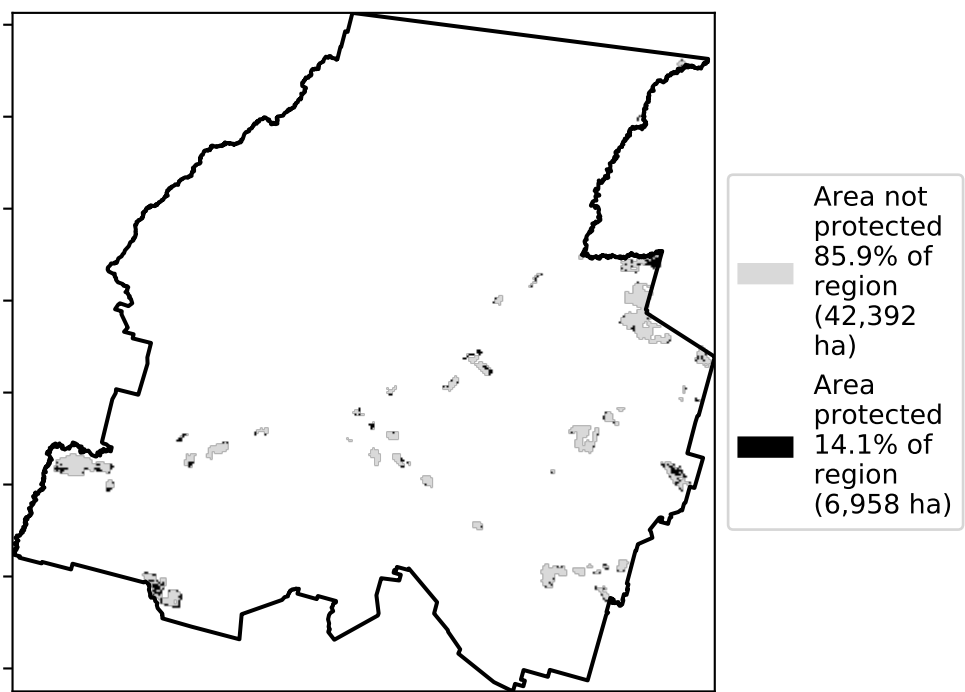 Area not
protected
85.9% of
region
(42,392
ha)
Area
protected
14.1% of
region
(6,958 ha)